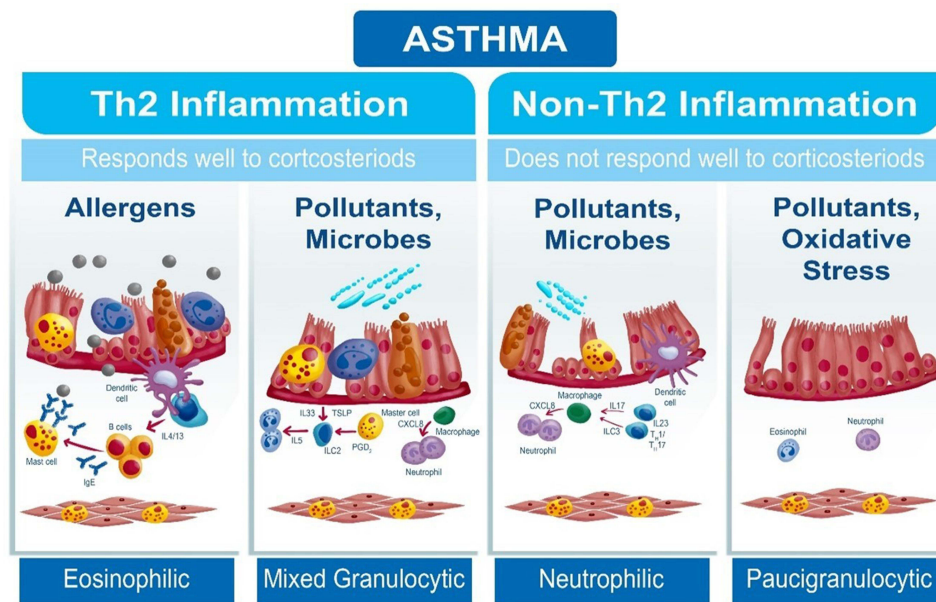 ASTHMA
Th2 Inflammation
Responds well to cortcosteriods
Allergens
Dendritic
cell
IL4/13
B cells
Mast cell
IgE
Eosinophilic
Pollutants,
Microbes
IL33
TSLP
Master cell
CXCL8
Macrophage
IL5
ILC2
PGD₂
Neutrophil
Mixed Granulocytic
Non-Th2 Inflammation
Does not respond well to corticosteriods
Pollutants,
Microbes
Macrophage
Dendritic
cell
CXCL8
IL17
IL23
ILC3
TH1/
TH17
Neutrophil
Neutrophilic
Pollutants,
Oxidative
Stress
Eosinophil
Neutrophil
Paucigranulocytic